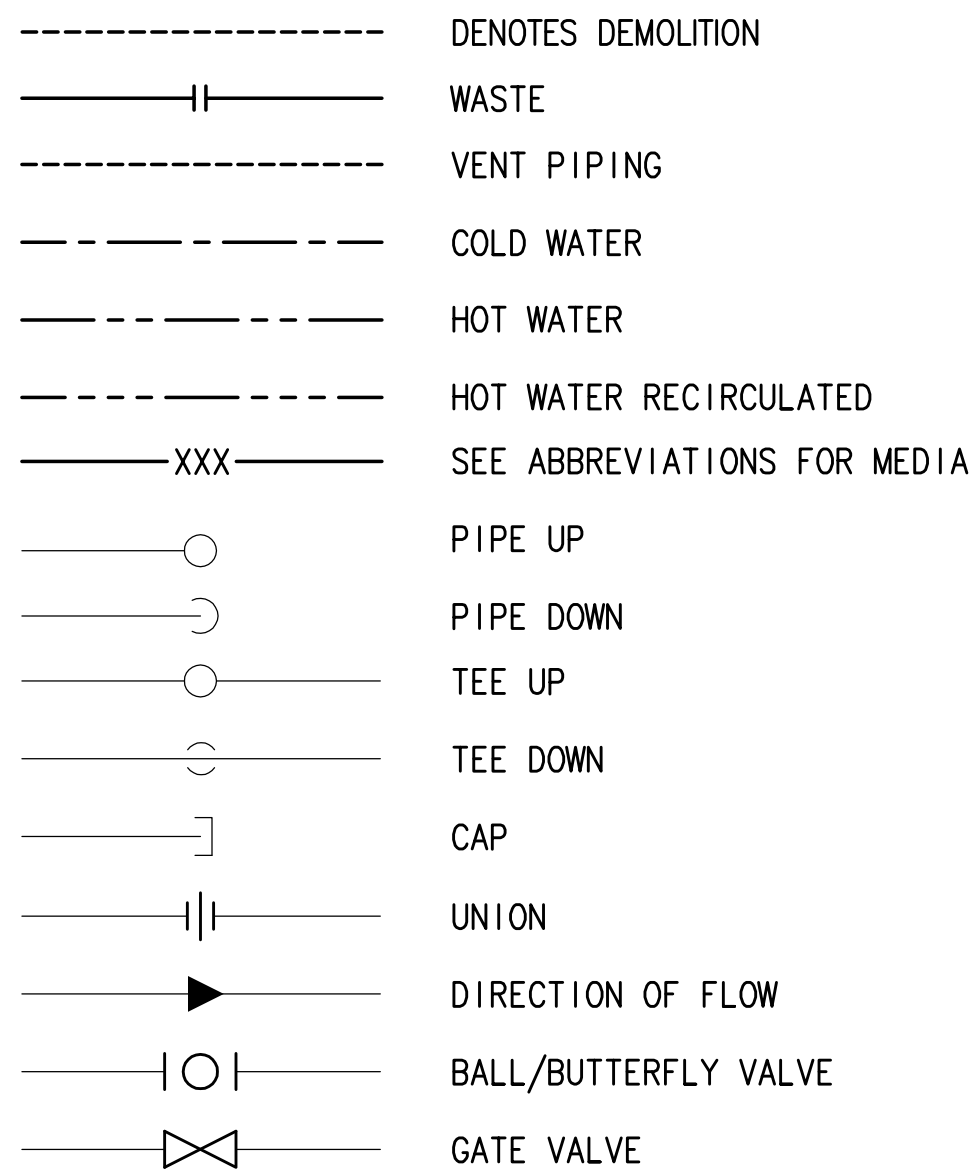 DENOTES DEMOLITION
WASTE
VENT PIPING
COLD WATER
HOT WATER
HOT WATER RECIRCULATED
XXX SEE ABBREVIATIONS FOR MEDIA
PIPE UP
PIPE DOWN
TEE UP
TEE DOWN
CAP
UNION
DIRECTION OF FLOW
BALL/BUTTERFLY VALVE
GATE VALVE